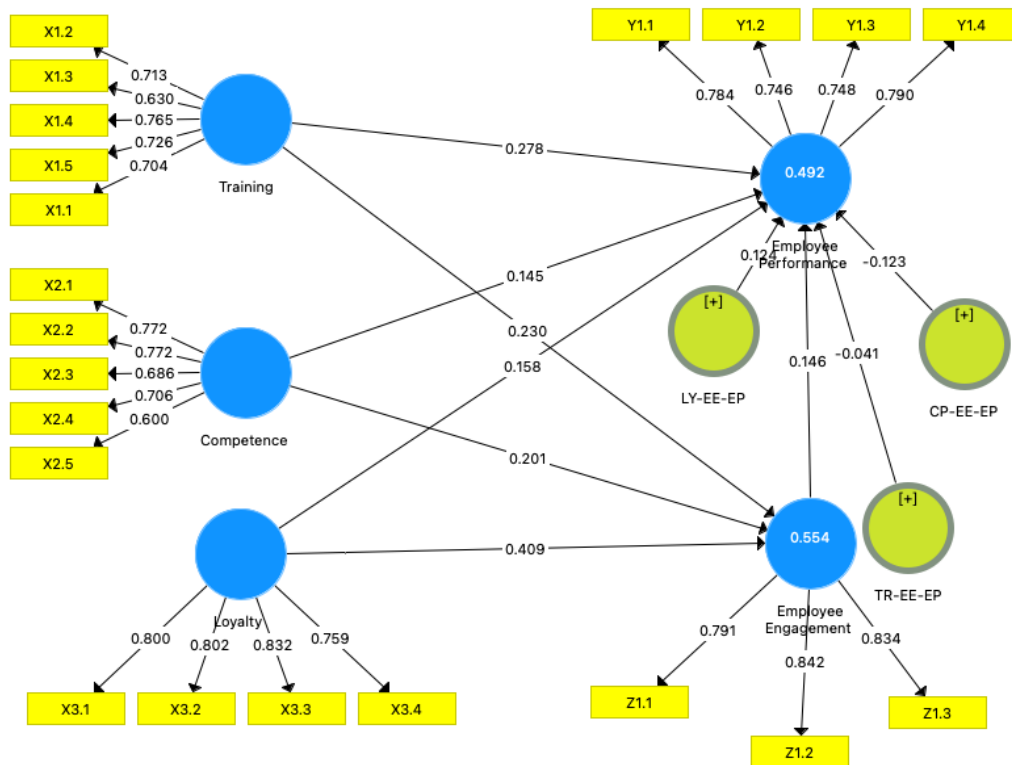 X1.2
X1.3
X1.4
X1.5
X1.1
0.713
0.630
0.765
0.726
0.704
Training
X2.1
X2.2
X2.3
X2.4
X2.5
0.772
0.772
0.686
0.706
0.600
Competence
Loyalty
0.800
0.802
0.832
0.759
X3.1
X3.2
X3.3
X3.4
0.278
0.145
0.230
0.158
0.201
0.409
Y1.1
Y1.2
Y1.3
Y1.4
0.784
0.746
0.748
0.790
0.492
Employee
Performance
0.124
-0.123
[+]
LY-EE-EP
[+]
CP-EE-EP
0.146
-0.041
[+]
TR-EE-EP
0.554
Employee
Engagement
0.791
0.842
0.834
Z1.1
Z1.2
Z1.3